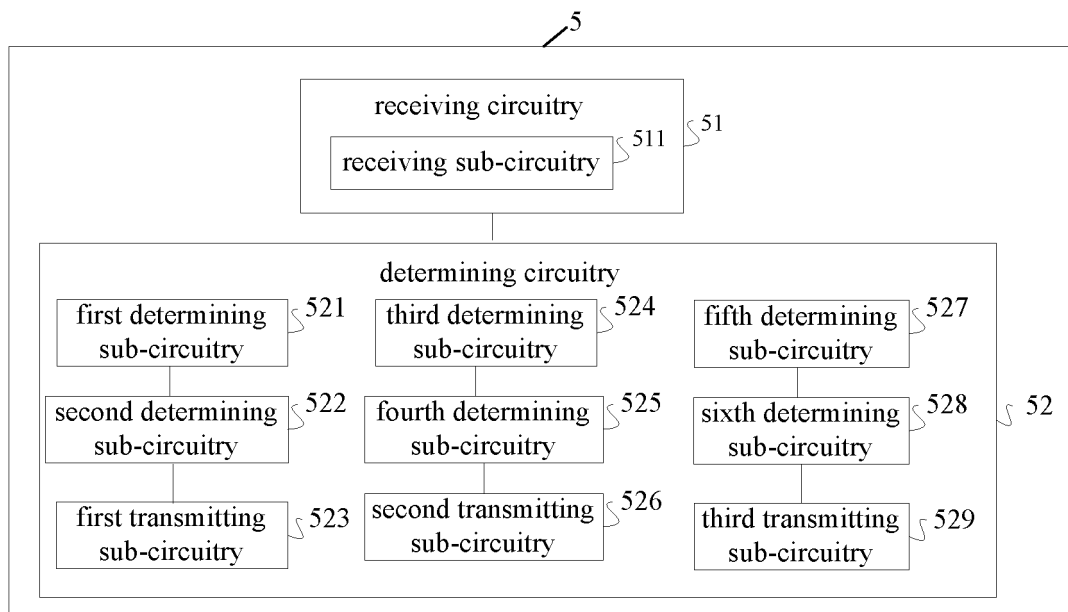 5
receiving circuitry
51
receiving sub-circuitry
511
determining circuitry
52
first determining
sub-circuitry
521
second determining
sub-circuitry
522
first transmitting
sub-circuitry
523
third determining
sub-circuitry
524
fourth determining
sub-circuitry
525
second transmitting
sub-circuitry
526
fifth determining
sub-circuitry
527
sixth determining
sub-circuitry
528
third transmitting
sub-circuitry
529